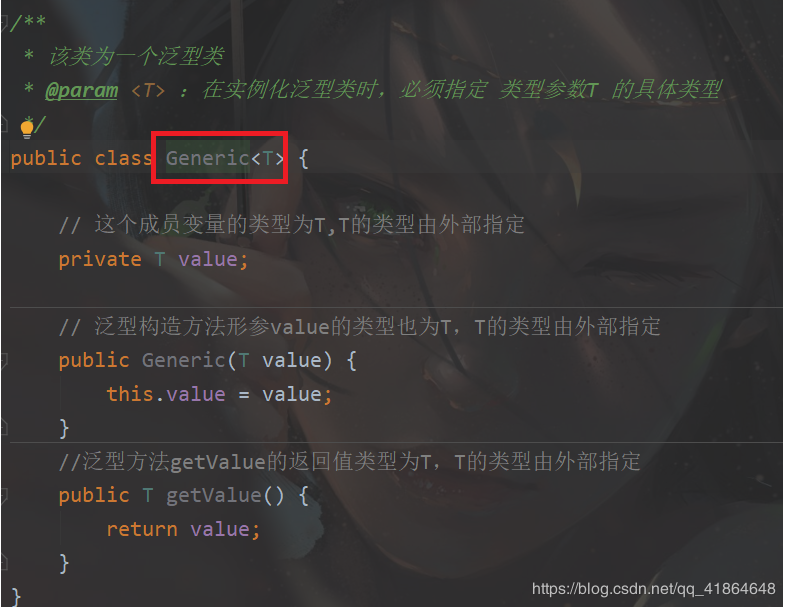 /**
 * 该类为一个泛型类
 * @param <T> ：在实例化泛型类时，必须指定 类型参数T 的具体类型
 */
public class Generic<T> {
// 这个成员变量的类型为T,T的类型由外部指定
private T value;
// 泛型构造方法形参value的类型也为T，T的类型由外部指定
public Generic(T value) {
this.value = value;
}
//泛型方法getValue的返回值类型为T，T的类型由外部指定
public T getValue() {
return value;
}
}
https://blog.csdn.net/qq_41864648